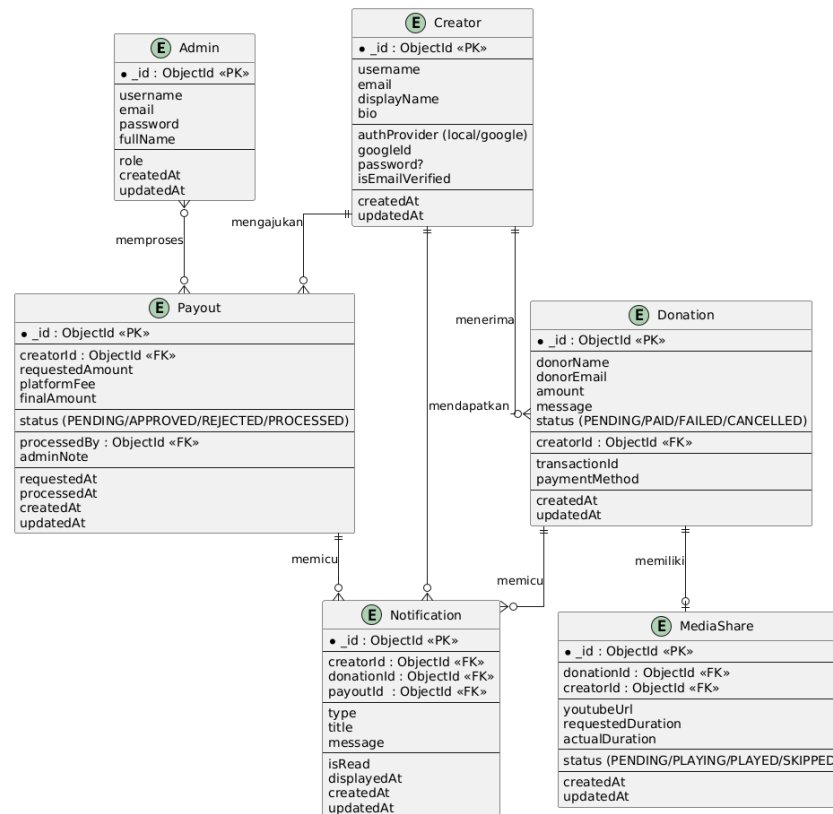 E Creator
* _id : ObjectId «PK»
username
email
displayName
bio
authProvider (local/google)
googleId
password?
isEmailVerified
createdAt
updatedAt
E Admin
* _id : ObjectId «PK»
username
email
password
fullName
role
createdAt
updatedAt
memproses
mengajukan
menerima
mendapatkan
E Payout
* _id : ObjectId «PK»
creatorId : ObjectId «FK»
requestedAmount
platformFee
finalAmount
status (PENDING/APPROVED/REJECTED/PROCESSED)
processedBy : ObjectId «FK»
adminNote
requestedAt
processedAt
createdAt
updatedAt
E Donation
* _id : ObjectId «PK»
donorName
donorEmail
amount
message
status (PENDING/PAID/FAILED/CANCELLED)
creatorId : ObjectId «FK»
transactionId
paymentMethod
createdAt
updatedAt
memicu
memicu
memiliki
E Notification
* _id : ObjectId «PK»
creatorId : ObjectId «FK»
donationId : ObjectId «FK»
payoutId  : ObjectId «FK»
type
title
message
isRead
displayedAt
createdAt
updatedAt
E MediaShare
* _id : ObjectId «PK»
donationId : ObjectId «FK»
creatorId : ObjectId «FK»
youtubeUrl
requestedDuration
actualDuration
status (PENDING/PLAYING/PLAYED/SKIPPED
createdAt
updatedAt